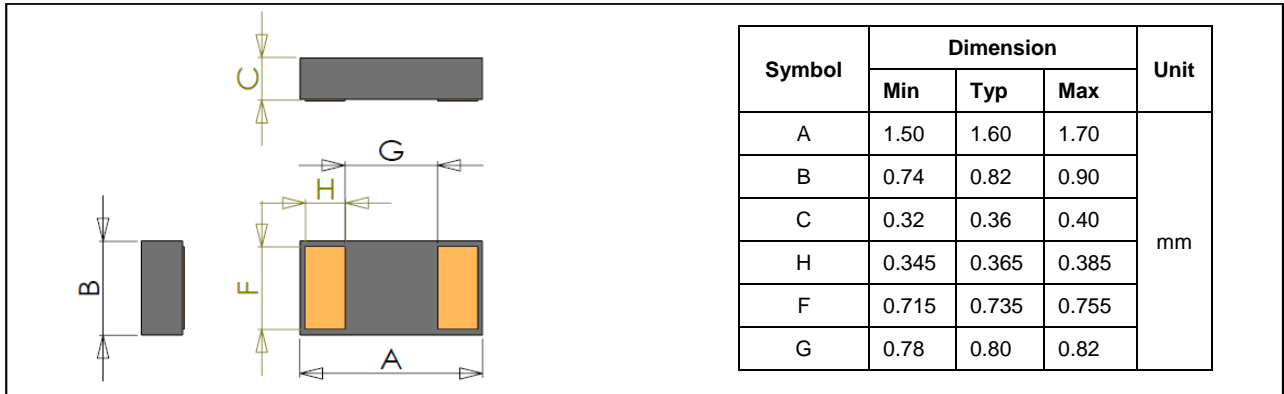 C
G
H
B
F
A
Symbol Dimension Unit
Min Typ Max
A 1.50 1.60 1.70
B 0.74 0.82 0.90
C 0.32 0.36 0.40
H 0.345 0.365 0.385
mm
F 0.715 0.735 0.755
G 0.78 0.80 0.82